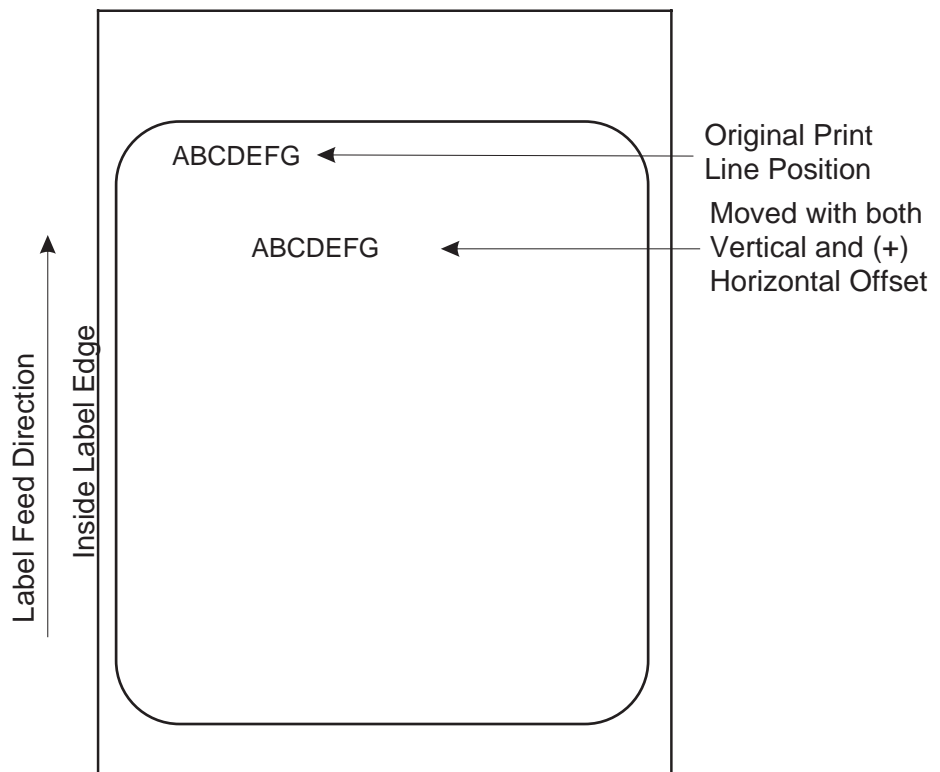 ABCDEFG
Original Print
Line Position
ABCDEFG
Moved with both
Vertical and (+)
Horizontal Offset
Label Feed Direction
Inside Label Edge